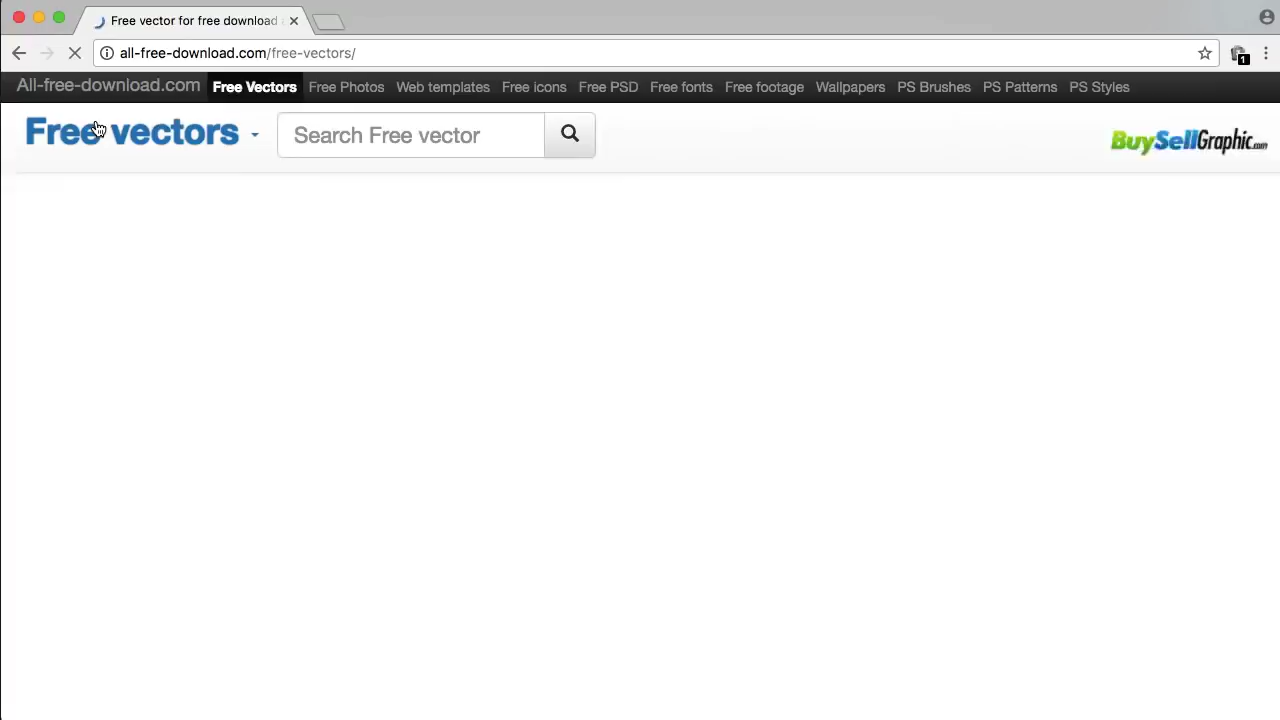 Free vector for free download
all-free-download.com/free-vectors/
1
All-free-download.com Free Vectors Free Photos Web templates Free icons Free PSD Free fonts Free footage Wallpapers PS Brushes PS Patterns PS Styles
Free vectors Search Free vector BuySellGraphic.com